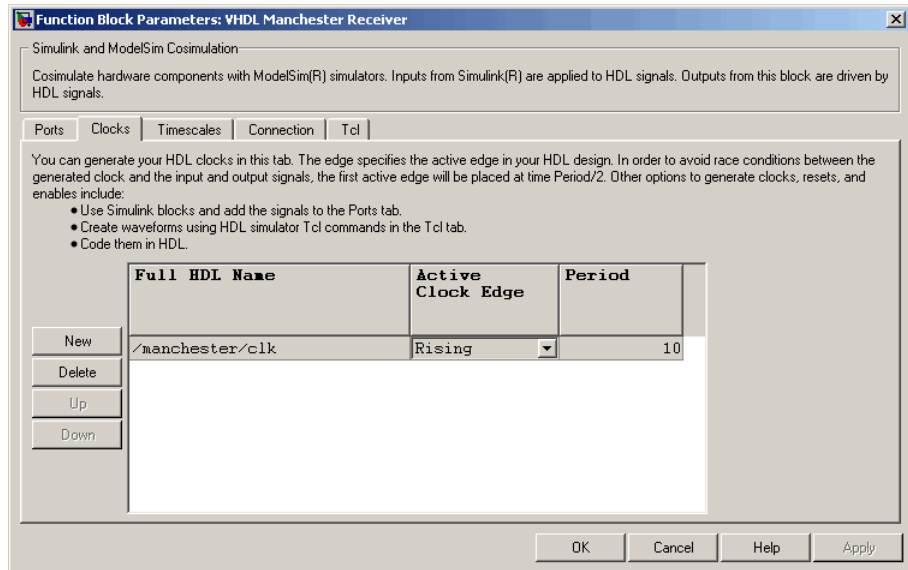 Function Block Parameters: VHDL Manchester Receiver
Simulink and ModelSim Cosimulation
Cosimulate hardware components with ModelSim(R) simulators. Inputs from Simulink(R) are applied to HDL signals. Outputs from this block are driven by
HDL signals.
Ports Clocks Timescales Connection Tcl
You can generate your HDL clocks in this tab. The edge specifies the active edge in your HDL design. In order to avoid race conditions between the
generated clock and the input and output signals, the first active edge will be placed at time Period/2. Other options to generate clocks, resets, and
enables include:
• Use Simulink blocks and add the signals to the Ports tab.
• Create waveforms using HDL simulator Tcl commands in the Tcl tab.
• Code them in HDL.
Full HDL Name Active Period
Clock Edge
New
/manchester/clk Rising 10
Delete
Up
Down
OK Cancel Help Apply